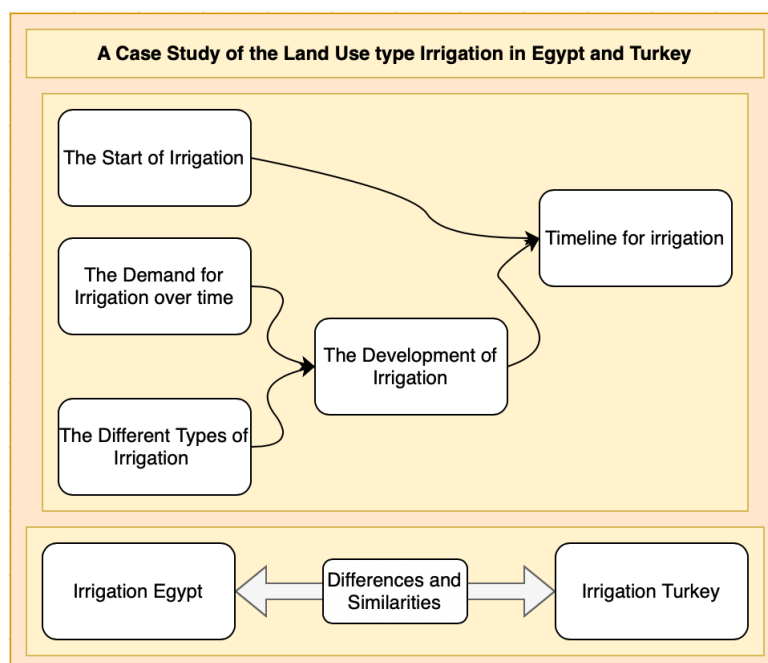 A Case Study of the Land Use type Irrigation in Egypt and Turkey
The Start of Irrigation
Timeline for irrigation
The Demand for
Irrigation over time
The Development of
Irrigation
The Different Types of
Irrigation
Irrigation Egypt
Differences and
Similarities
Irrigation Turkey